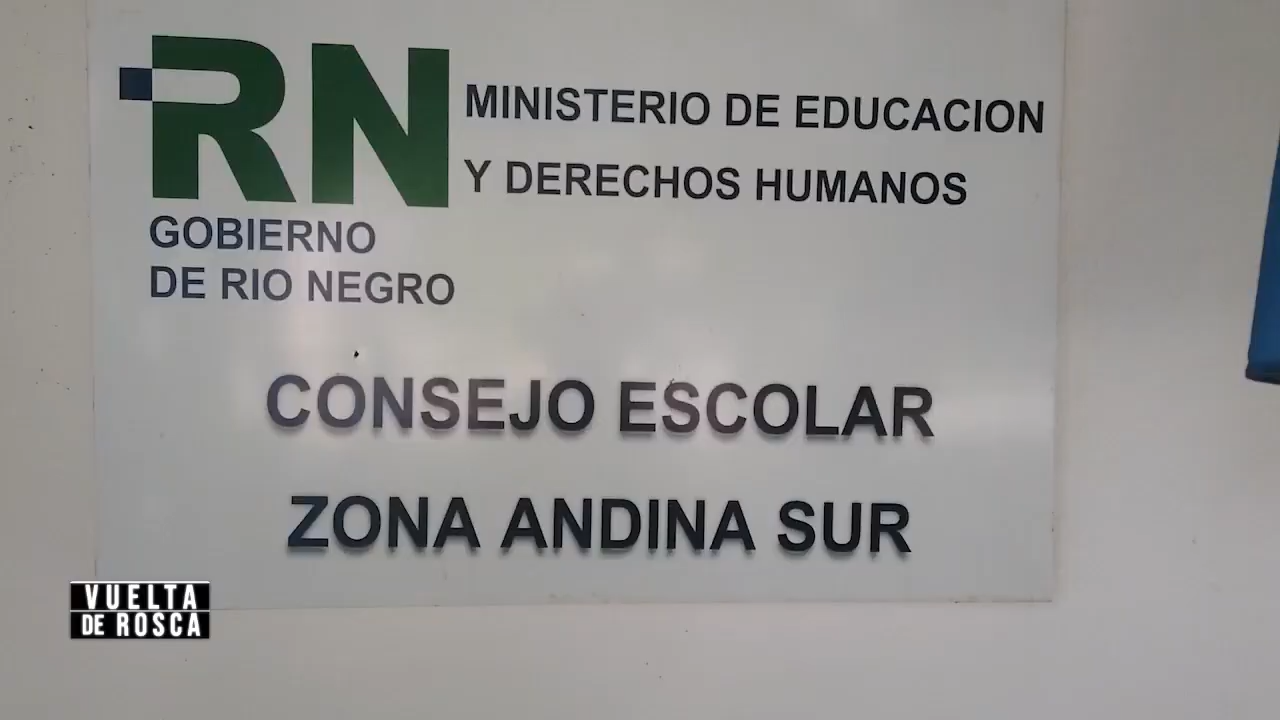 RN
MINISTERIO DE EDUCACION
Y DERECHOS HUMANOS
GOBIERNO
DE RIO NEGRO
CONSEJO ESCOLAR
ZONA ANDINA SUR
VUELTA
DE ROSCA